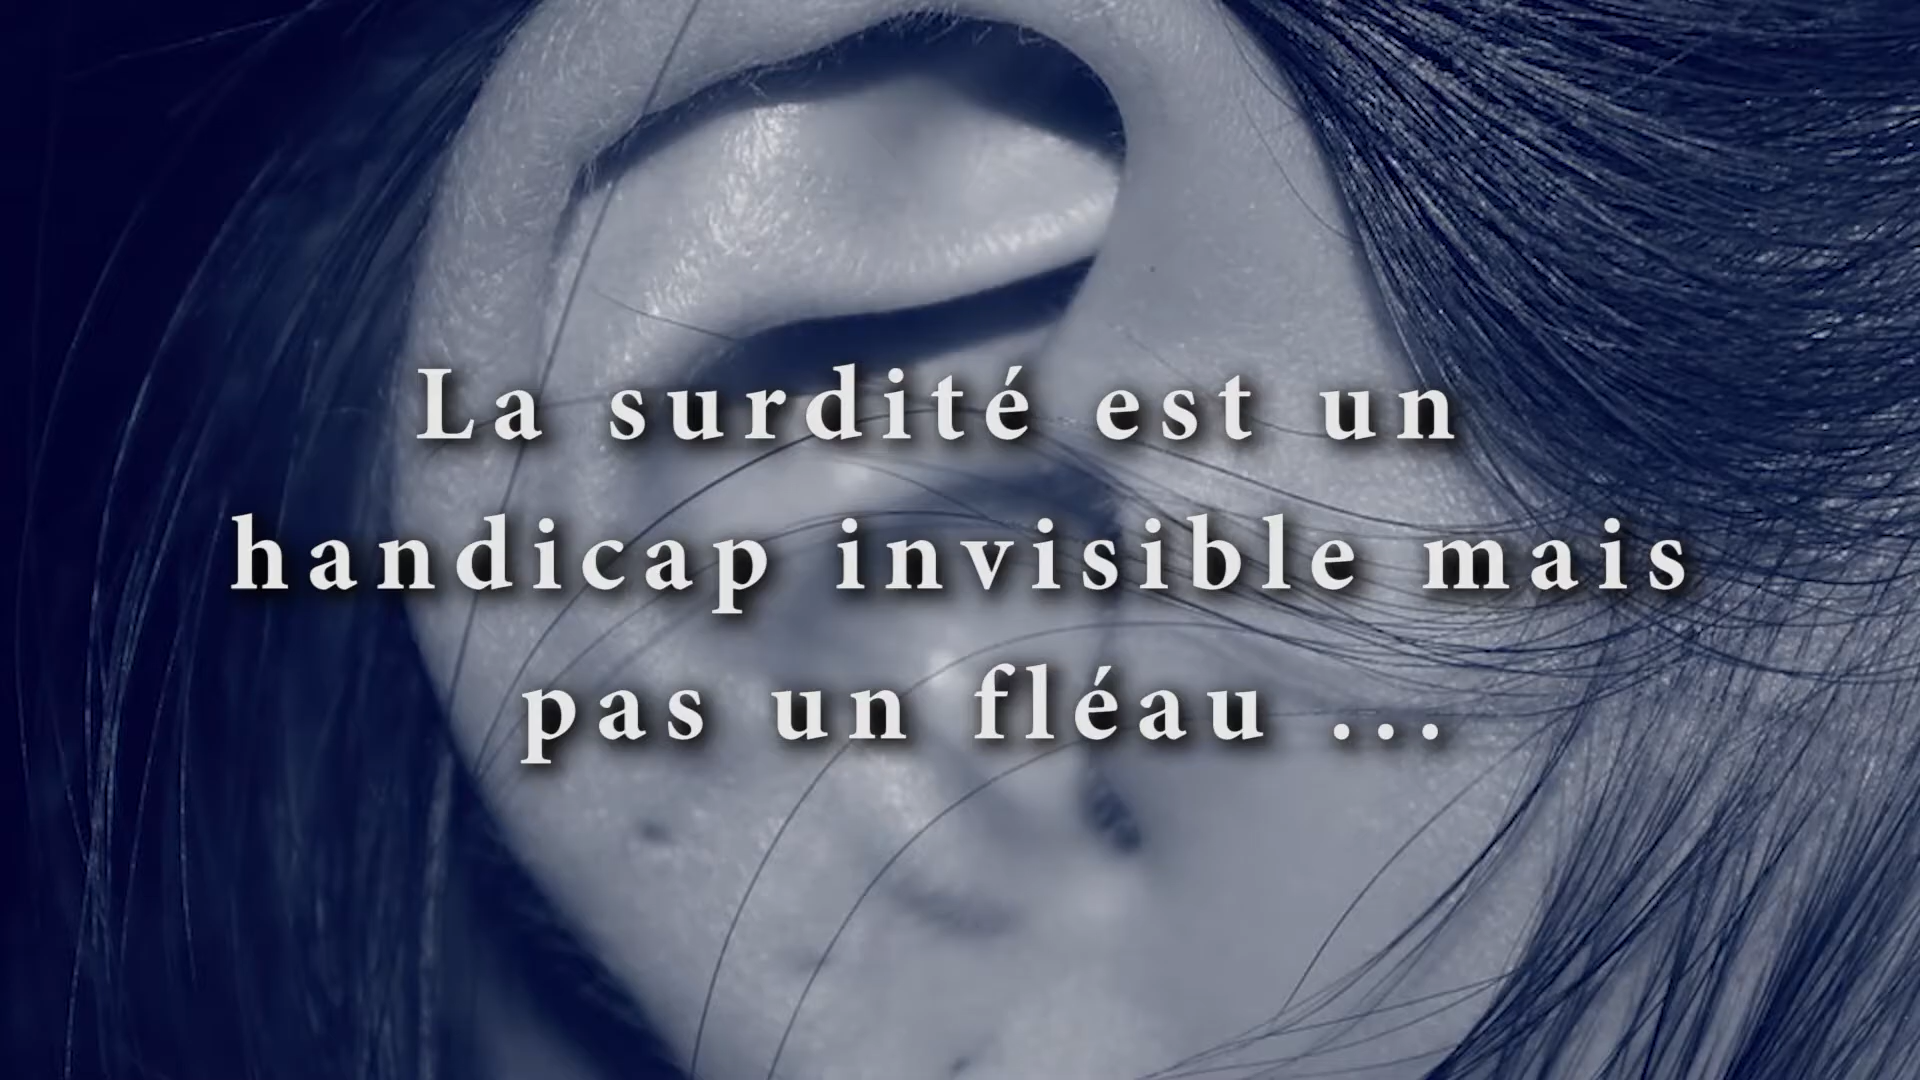 La surdité est un
handicap invisible mais
pas un fléau ...